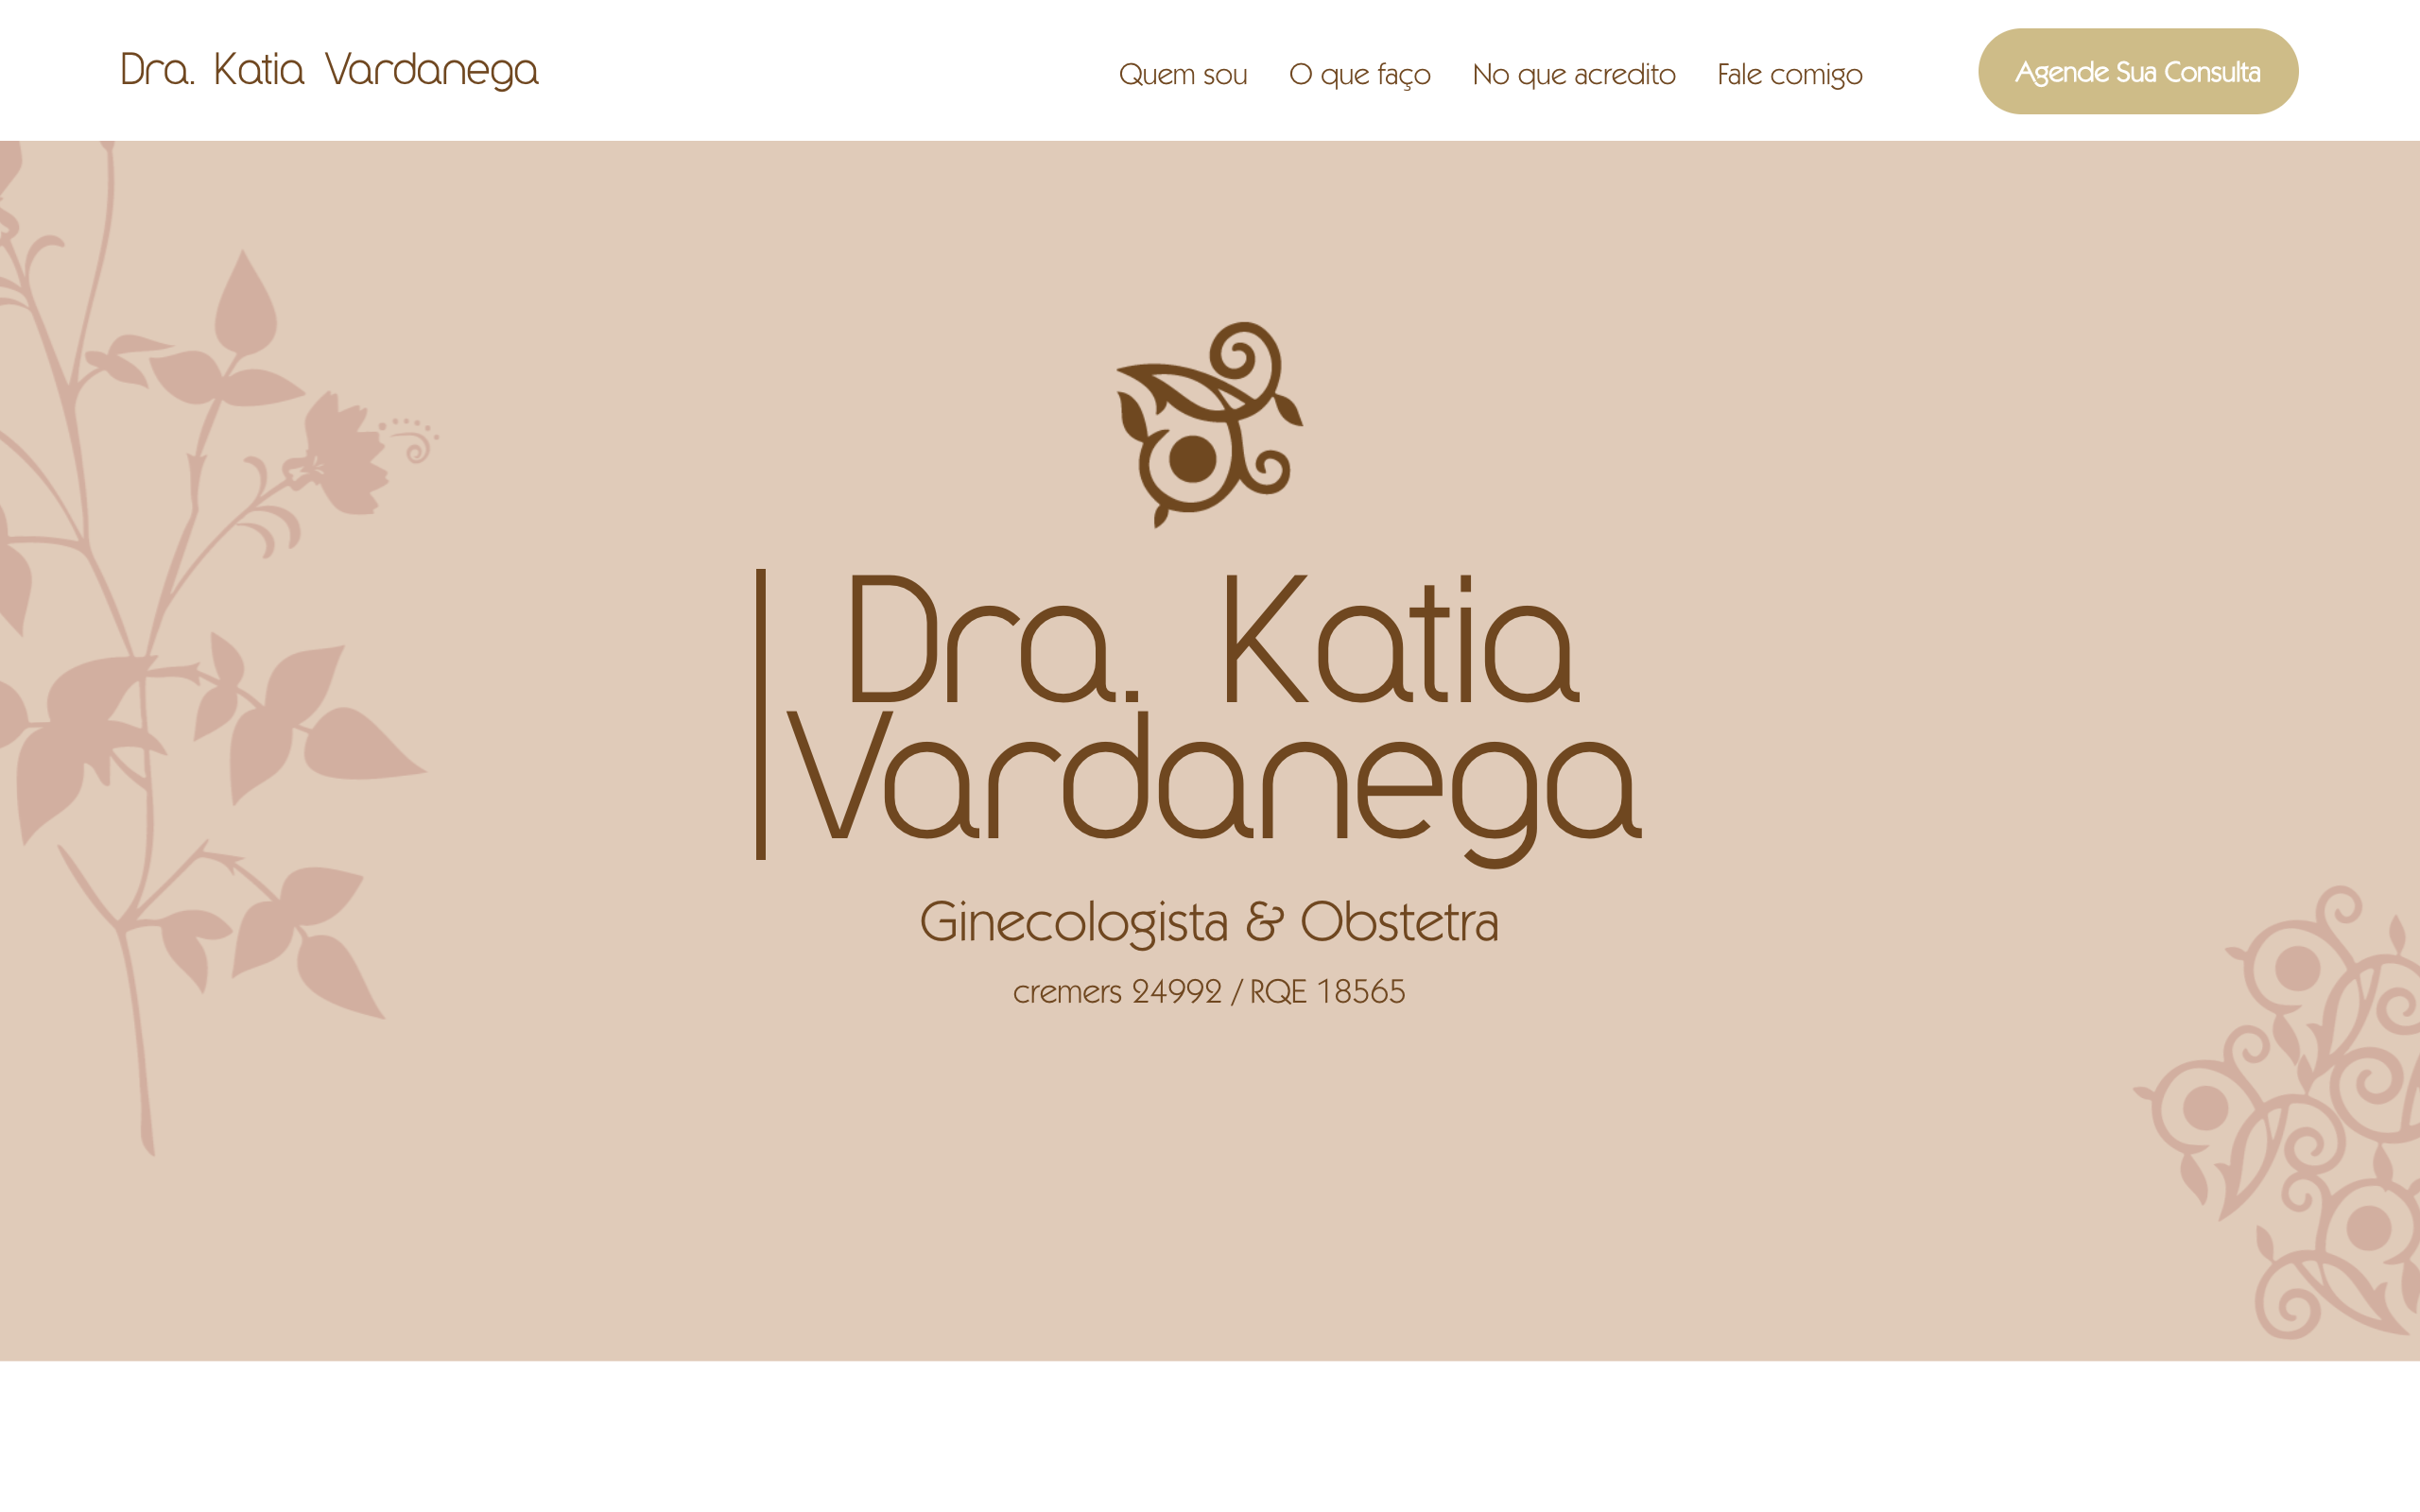 Dra. Katia Vardanega
Quem sou
O que faço
No que acredito
Fale comigo
Agende Sua Consulta
Dra. Katia
Vardanega
Ginecologista & Obstetra
cremers 24992 / RQE 18565